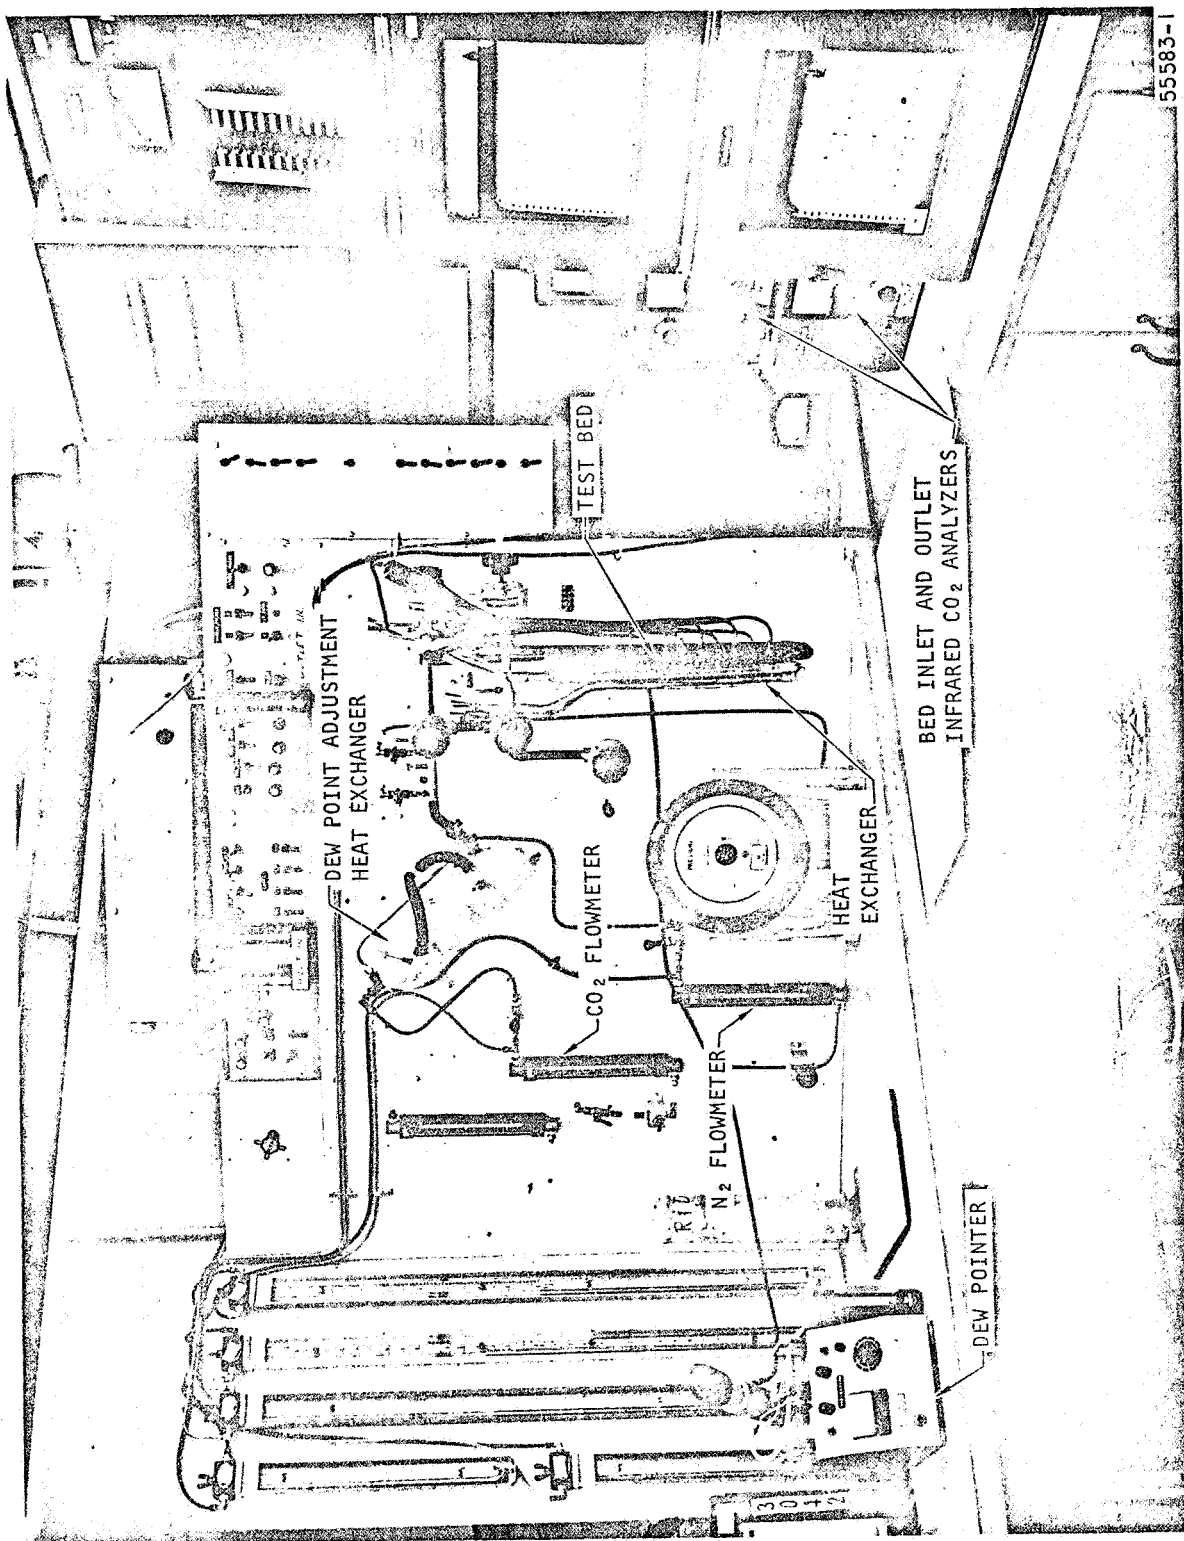 DEW POINT ADJUSTMENT
HEAT EXCHANGER
TEST BED
CO₂ FLOWMETER
N₂ FLOWMETER
HEAT
EXCHANGER
BED INLET AND OUTLET
INFRARED CO₂ ANALYZERS
DEW POINTER
3042
55583-1